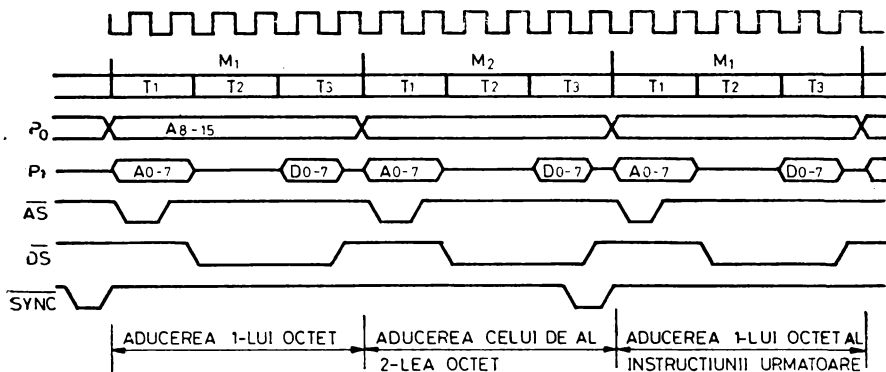 M1 M2 M1
T1 T2 T3 T1 T2 T3 T1 T2 T3
P0 A8-15
P1 A0-7 D0-7 A0-7 D0-7 A0-7 D0-7
AS
DS
SYNC
ADUCEREA 1-LUI OCTET ADUCEREA CELUI DE AL ADUCEREA 1-LUI OCTET AL
2-LEA OCTET INSTRUCTIUNII URMATOARE